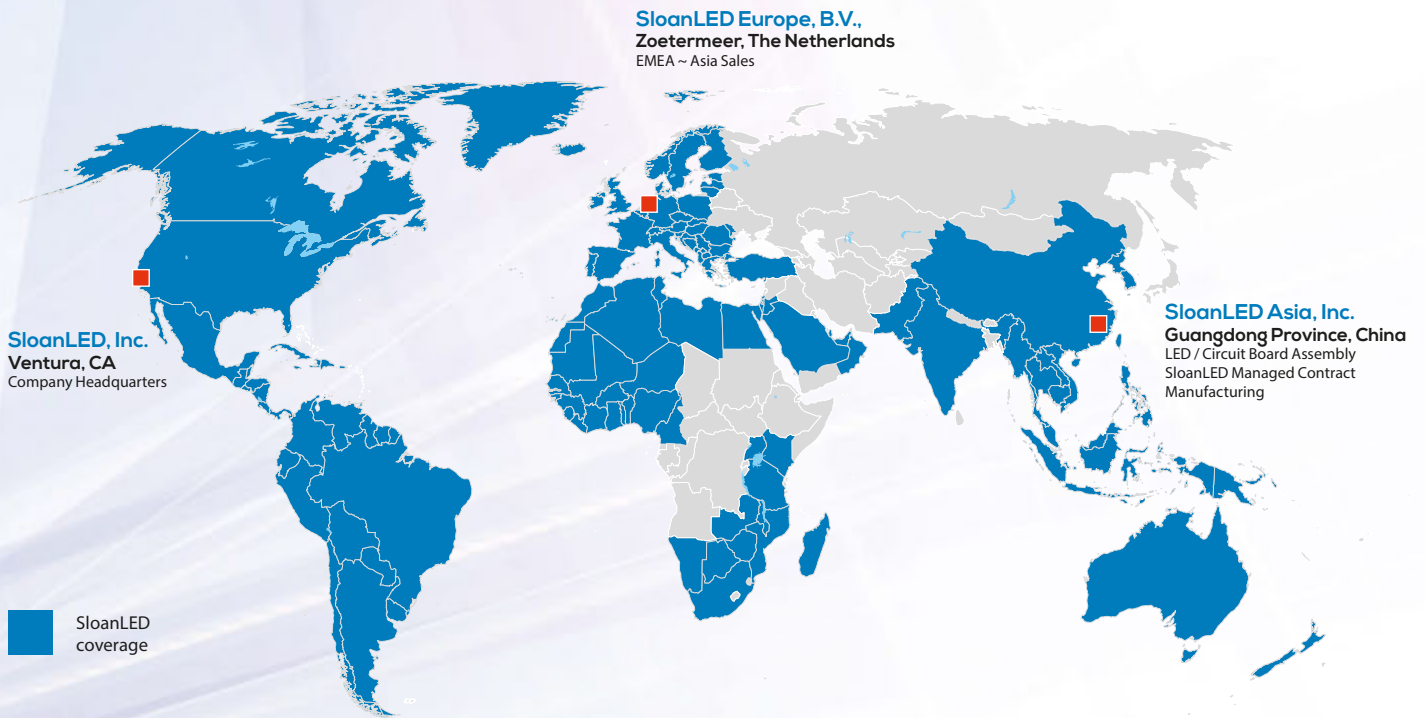 SloanLED Europe, B.V.,
Zoetermeer, The Netherlands
EMEA ~ Asia Sales
SloanLED, Inc.
Ventura, CA
Company Headquarters
SloanLED Asia, Inc.
Guangdong Province, China
LED / Circuit Board Assembly
SloanLED Managed Contract
Manufacturing
SloanLED
coverage